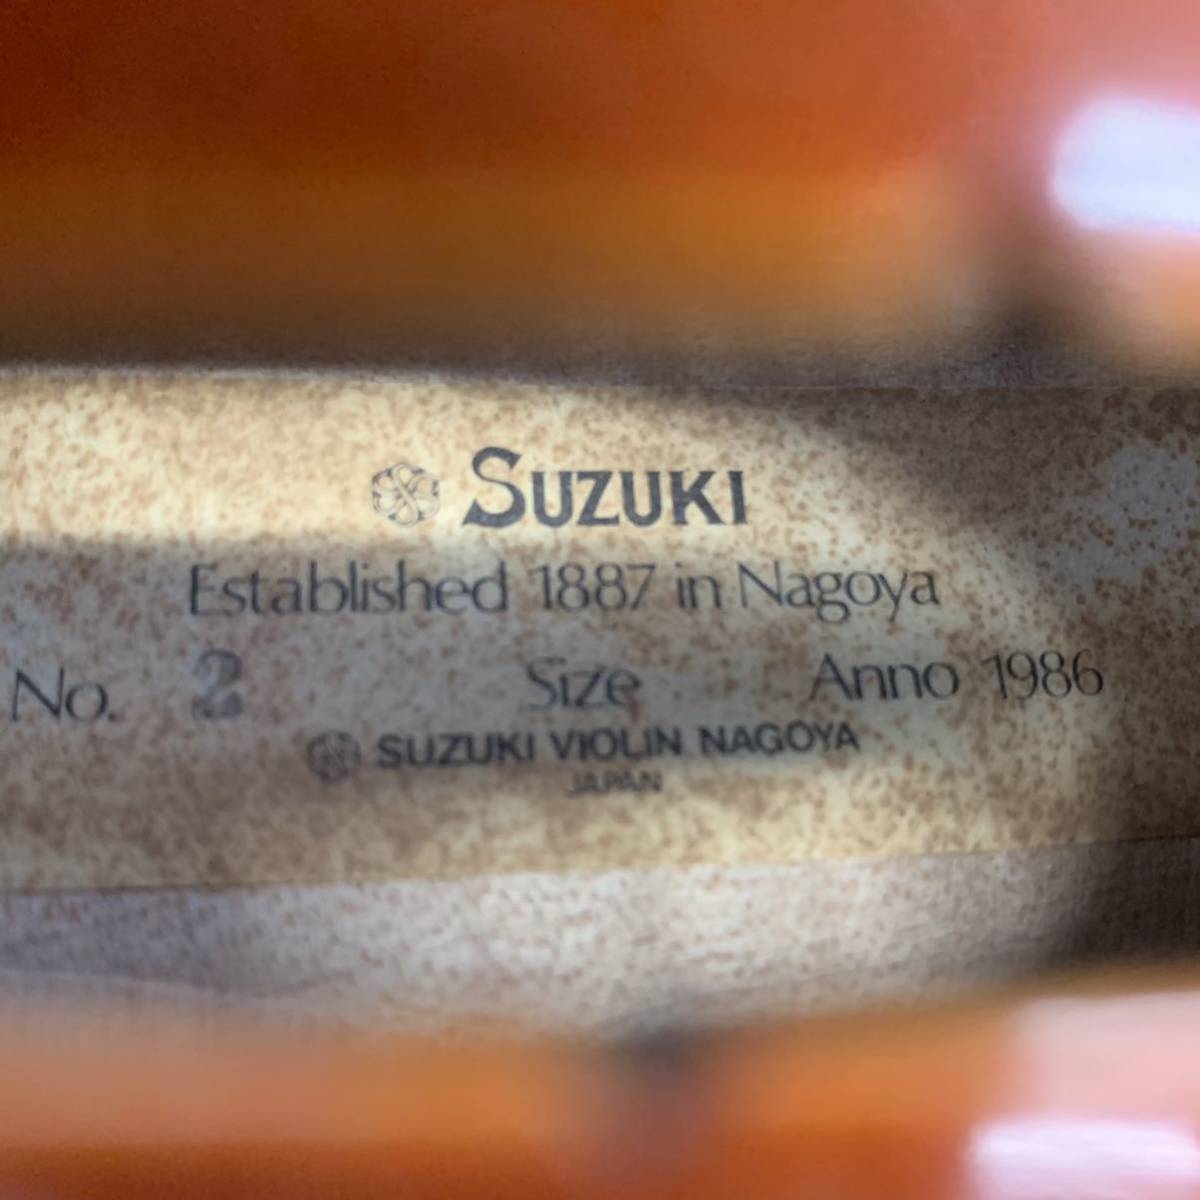 SUZUKI
Established 1887 in Nagoya
No. 2 Size Anno 1986
SUZUKI VIOLIN NAGOYA
JAPAN